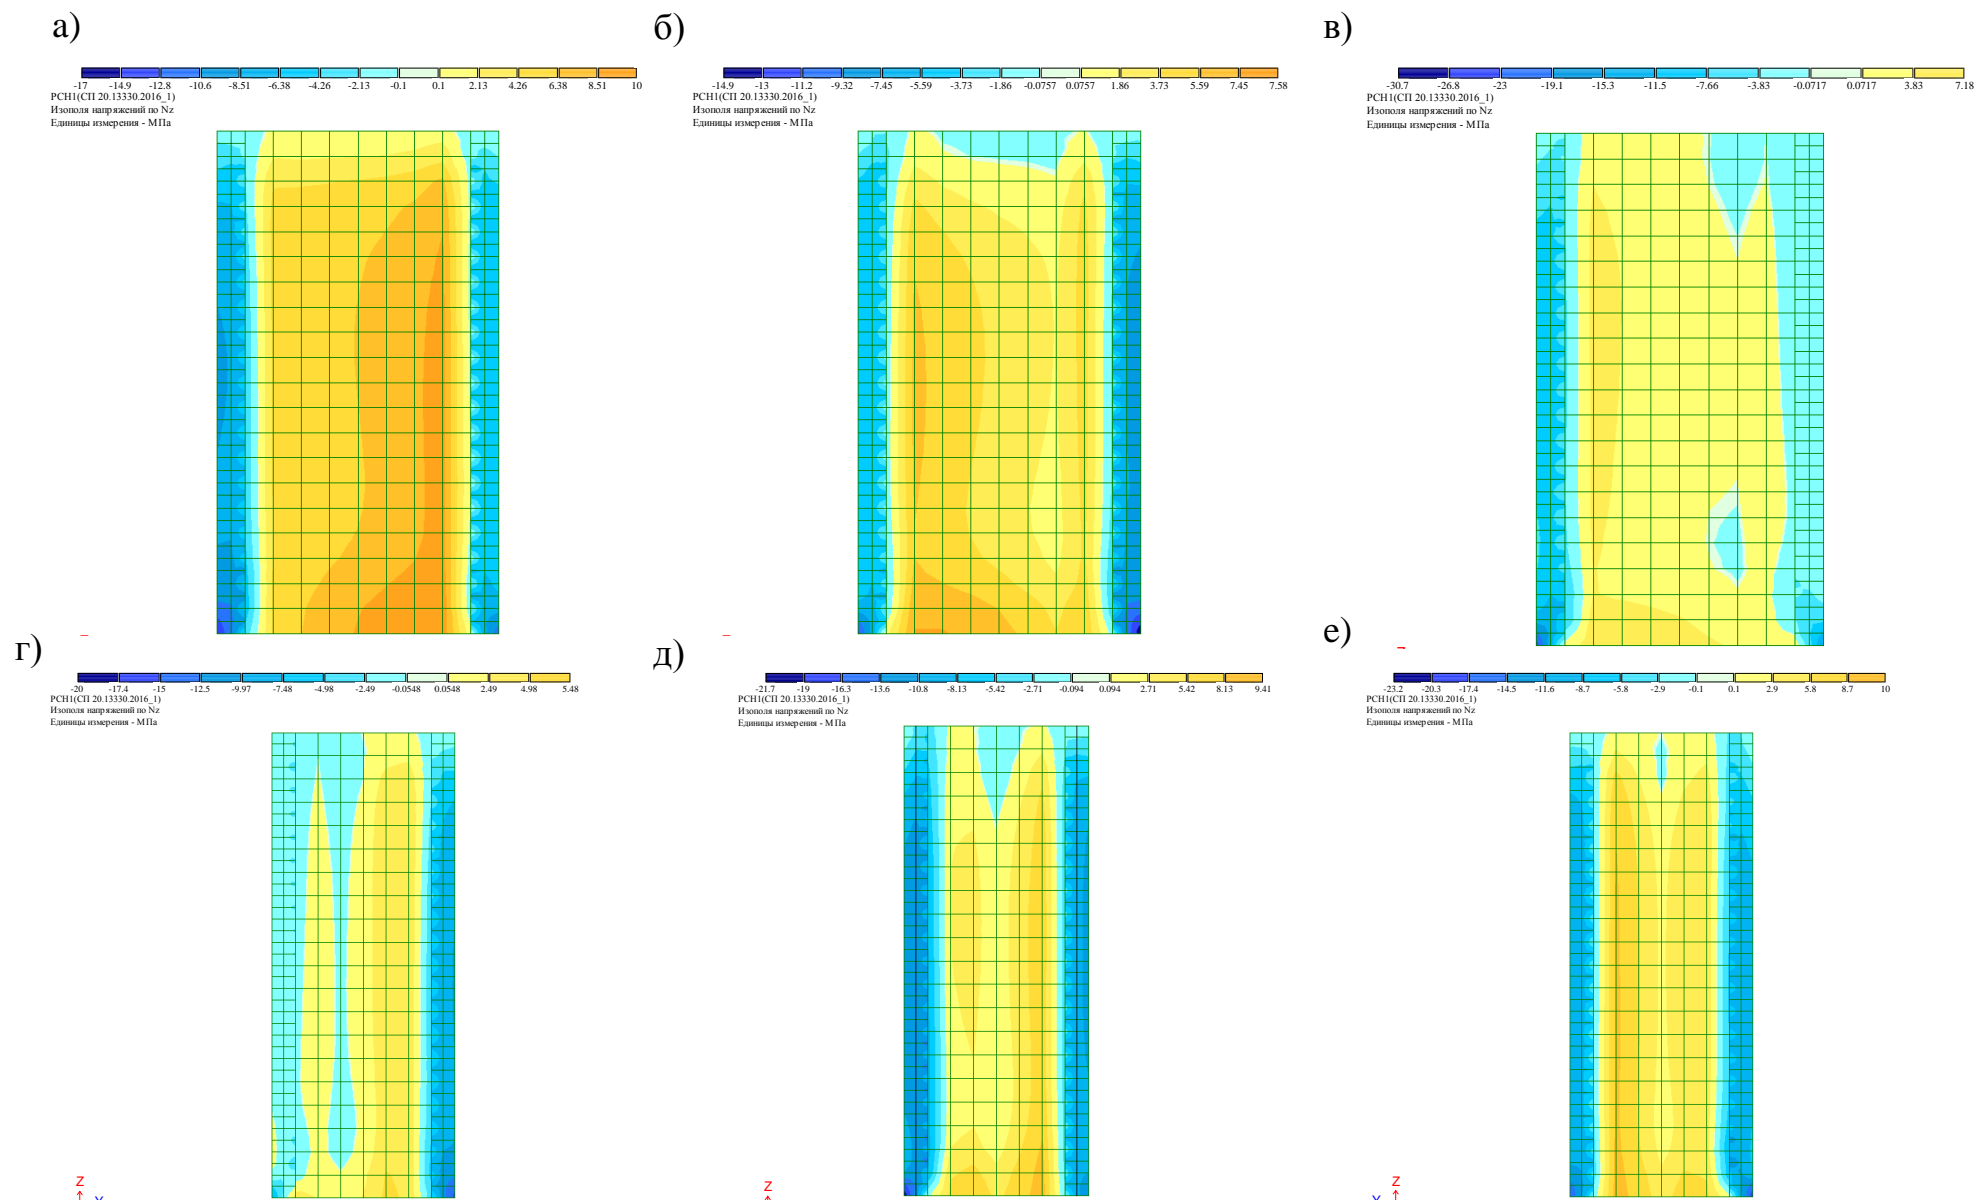 а)
-17 -14.9 -12.8 -10.6 -8.51 -6.38 -4.26 -2.13 -0.1 0.1 2.13 4.26 6.38 8.51 10
РСН1(СП 20.13330.2016_1)
Изополя напряжений по Nz
Единицы измерения - МПа
б)
-14.9 -13 -11.2 -9.32 -7.45 -5.59 -3.73 -1.86 -0.0757 0.0757 1.86 3.73 5.59 7.45 7.58
РСН1(СП 20.13330.2016_1)
Изополя напряжений по Nz
Единицы измерения - МПа
в)
-30.7 -26.8 -23 -19.1 -15.3 -11.5 -7.66 -3.83 -0.0717 0.0717 3.83 7.18
РСН1(СП 20.13330.2016_1)
Изополя напряжений по Nz
Единицы измерения - МПа
г)
-20 -17.4 -15 -12.5 -9.97 -7.48 -4.98 -2.49 -0.0548 0.0548 2.49 4.98 5.48
РСН1(СП 20.13330.2016_1)
Изополя напряжений по Nz
Единицы измерения - МПа
Z
Y
д)
-21.7 -19 -16.3 -13.6 -10.8 -8.13 -5.42 -2.71 -0.094 0.094 2.71 5.42 8.13 9.41
РСН1(СП 20.13330.2016_1)
Изополя напряжений по Nz
Единицы измерения - МПа
Z
е)
-23.2 -20.3 -17.4 -14.5 -11.6 -8.7 -5.8 -2.9 -0.1 0.1 2.9 5.8 8.7 10
РСН1(СП 20.13330.2016_1)
Изополя напряжений по Nz
Единицы измерения - МПа
Z
Y